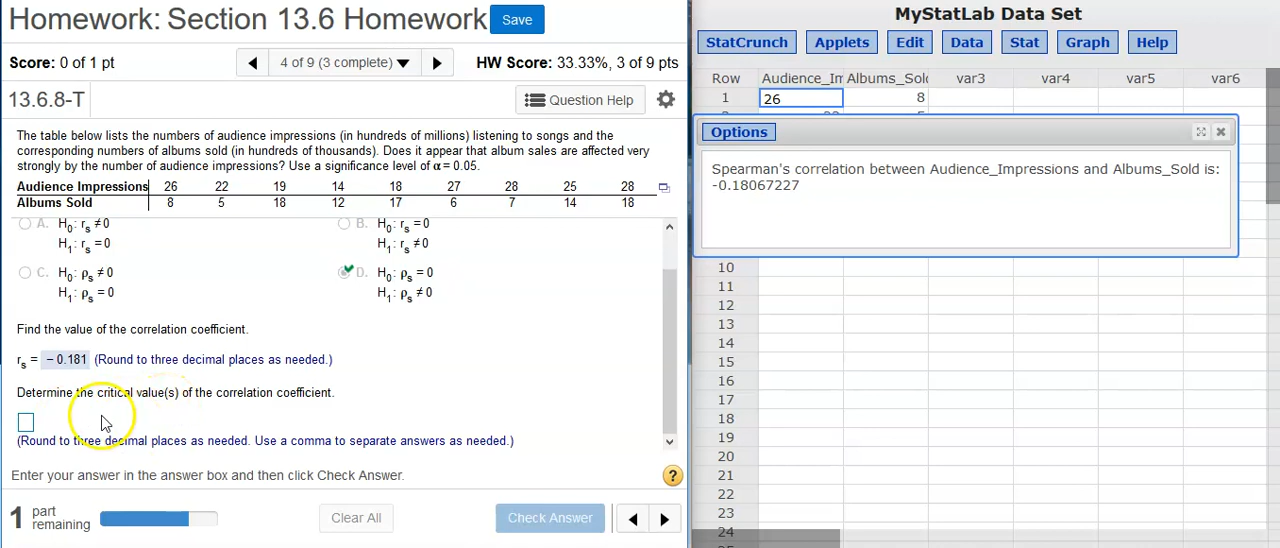 Homework: Section 13.6 Homework Save
Score: 0 of 1 pt 4 of 9 (3 complete) HW Score: 33.33%, 3 of 9 pts
13.6.8-T Question Help
The table below lists the numbers of audience impressions (in hundreds of millions) listening to songs and the
corresponding numbers of albums sold (in hundreds of thousands). Does it appear that album sales are affected very
strongly by the number of audience impressions? Use a significance level of α = 0.05.
Audience Impressions 26 22 19 14 18 27 28 25 28
Albums Sold 8 5 18 12 17 6 7 14 18
A. H0: rs ≠ 0 B. H0: rs = 0
H1: rs = 0 H1: rs ≠ 0
C. H0: ρs ≠ 0 D. H0: ρs = 0
H1: ρs = 0 H1: ρs ≠ 0
Find the value of the correlation coefficient.
rs = − 0.181 (Round to three decimal places as needed.)
Determine the critical value(s) of the correlation coefficient.
(Round to three decimal places as needed. Use a comma to separate answers as needed.)
Enter your answer in the answer box and then click Check Answer. ?
1 part
remaining
Clear All Check Answer
MyStatLab Data Set
StatCrunch Applets Edit Data Stat Graph Help
Row Audience_Im Albums_Sold var3 var4 var5 var6
1 26 8
Options
Spearman's correlation between Audience_Impressions and Albums_Sold is:
-0.18067227
10
11
12
13
14
15
16
17
18
19
20
21
22
23
24